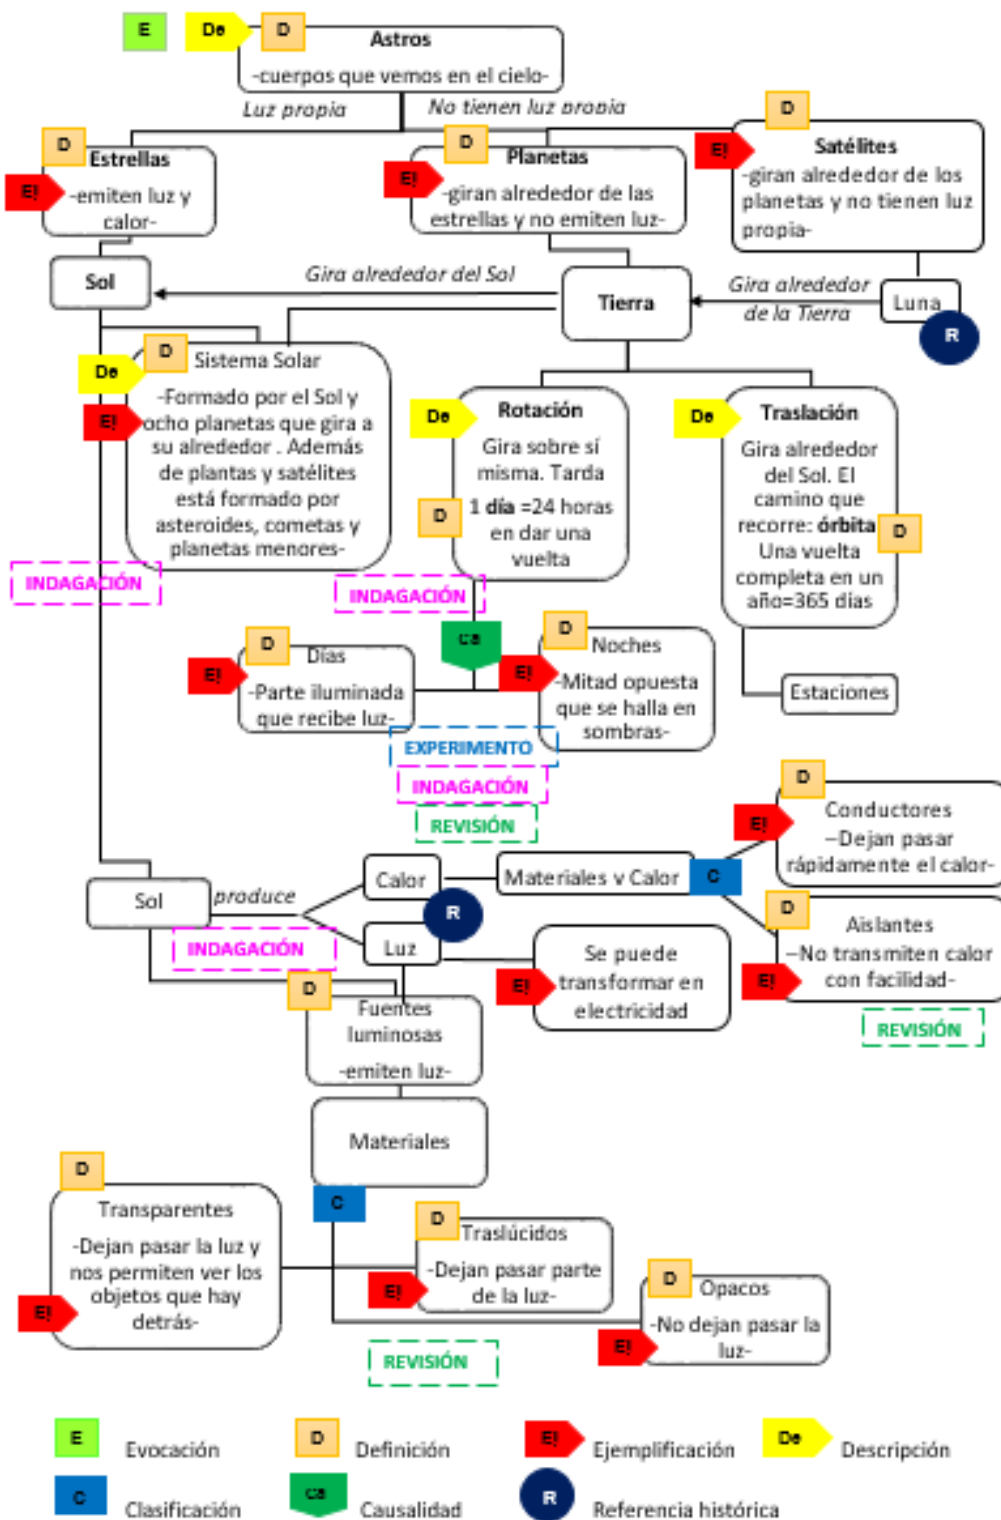 E
De
D
Astros
-cuerpos que vemos en el cielo-
Luz propia
No tienen luz propia
D
Estrellas
E!
-emiten luz y
calor-
D
Planetas
E!
-giran alrededor de las
estrellas y no emiten luz-
D
Satélites
E!
-giran alrededor de los
planetas y no tienen luz
propia-
Sol
Gira alrededor del Sol
Tierra
Gira alrededor
de la Tierra
Luna
R
D
Sistema Solar
De
E!
-Formado por el Sol y
ocho planetas que gira a
su alrededor . Además
de plantas y satélites
está formado por
asteroides, cometas y
planetas menores-
INDAGACIÓN
De
Rotación
Gira sobre sí
misma. Tarda
1 día =24 horas
en dar una
vuelta
D
De
Traslación
Gira alrededor
del Sol. El
camino que
recorre: órbita
Una vuelta
completa en un
año=365 días
D
INDAGACIÓN
ca
D
Días
E!
-Parte iluminada
que recibe luz-
D
Noches
E!
-Mitad opuesta
que se halla en
sombras-
Estaciones
EXPERIMENTO
INDAGACIÓN
REVISIÓN
Sol
produce
INDAGACIÓN
Calor
R
Luz
Materiales y Calor
C
D
Conductores
E!
–Dejan pasar
rápidamente el calor-
D
Aislantes
E!
–No transmiten calor
con facilidad-
REVISIÓN
Se puede
E!
transformar en
electricidad
D
Fuentes
luminosas
-emiten luz-
Materiales
C
D
Transparentes
E!
-Dejan pasar la luz y
nos permiten ver los
objetos que hay
detrás-
D
Traslúcidos
E!
-Dejan pasar parte
de la luz-
D
Opacos
E!
-No dejan pasar la
luz-
REVISIÓN
E Evocación
D Definición
E! Ejemplificación
De Descripción
C Clasificación
ca Causalidad
R Referencia histórica